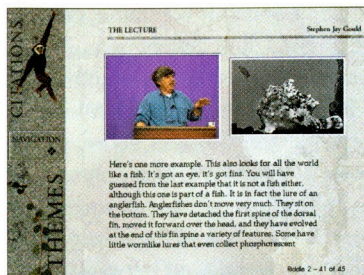 THE LECTURE
Stephen Jay Gould
CITATIONS
NAVIGATION
THEMES
Here's one more example. This also looks for all the world
like a fish. It's got an eye, it's got fins. You will have
guessed from the last example that it is not a fish either,
although this one is part of a fish. It is in fact the lure of an
anglerfish. Anglerfishes don't move very much. They sit on
the bottom. They have detached the first spine of the dorsal
fin, moved it forward over the head, and they have evolved
at the end of this fin spine a variety of features. Some have
little wormlike lures that even collect phosphorescent
Riddle 2 – 41 of 45